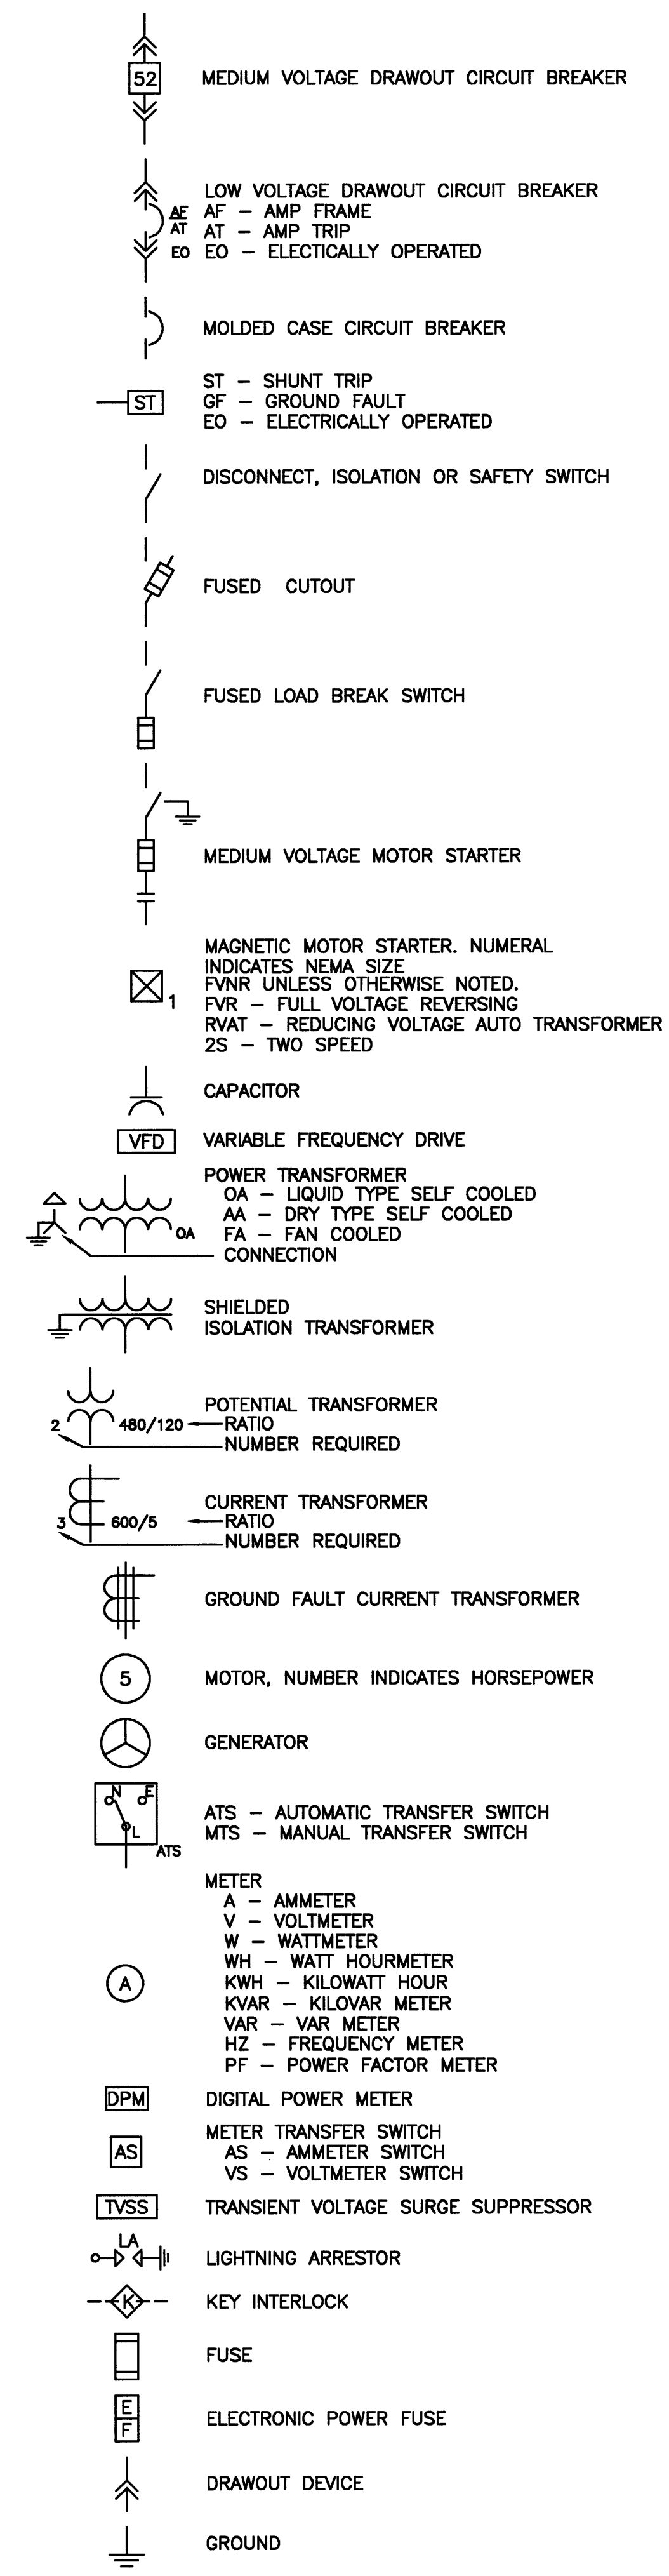 52
MEDIUM VOLTAGE DRAWOUT CIRCUIT BREAKER
LOW VOLTAGE DRAWOUT CIRCUIT BREAKER
AF AF – AMP FRAME
AT AT – AMP TRIP
EO EO – ELECTICALLY OPERATED
MOLDED CASE CIRCUIT BREAKER
ST – SHUNT TRIP
ST GF – GROUND FAULT
EO – ELECTRICALLY OPERATED
DISCONNECT, ISOLATION OR SAFETY SWITCH
FUSED CUTOUT
FUSED LOAD BREAK SWITCH
MEDIUM VOLTAGE MOTOR STARTER
MAGNETIC MOTOR STARTER. NUMERAL
INDICATES NEMA SIZE
FVNR UNLESS OTHERWISE NOTED.
1 FVR – FULL VOLTAGE REVERSING
RVAT – REDUCING VOLTAGE AUTO TRANSFORMER
2S – TWO SPEED
CAPACITOR
VFD VARIABLE FREQUENCY DRIVE
POWER TRANSFORMER
OA – LIQUID TYPE SELF COOLED
AA – DRY TYPE SELF COOLED
OA FA – FAN COOLED
CONNECTION
SHIELDED
ISOLATION TRANSFORMER
POTENTIAL TRANSFORMER
2 480/120 RATIO
NUMBER REQUIRED
CURRENT TRANSFORMER
3 600/5 RATIO
NUMBER REQUIRED
GROUND FAULT CURRENT TRANSFORMER
5 MOTOR, NUMBER INDICATES HORSEPOWER
GENERATOR
N E
ATS – AUTOMATIC TRANSFER SWITCH
L MTS – MANUAL TRANSFER SWITCH
ATS
METER
A – AMMETER
V – VOLTMETER
W – WATTMETER
WH – WATT HOURMETER
A KWH – KILOWATT HOUR
KVAR – KILOVAR METER
VAR – VAR METER
HZ – FREQUENCY METER
PF – POWER FACTOR METER
DPM DIGITAL POWER METER
METER TRANSFER SWITCH
AS AS – AMMETER SWITCH
VS – VOLTMETER SWITCH
TVSS TRANSIENT VOLTAGE SURGE SUPPRESSOR
LA
LIGHTNING ARRESTOR
K KEY INTERLOCK
FUSE
E
F
ELECTRONIC POWER FUSE
DRAWOUT DEVICE
GROUND